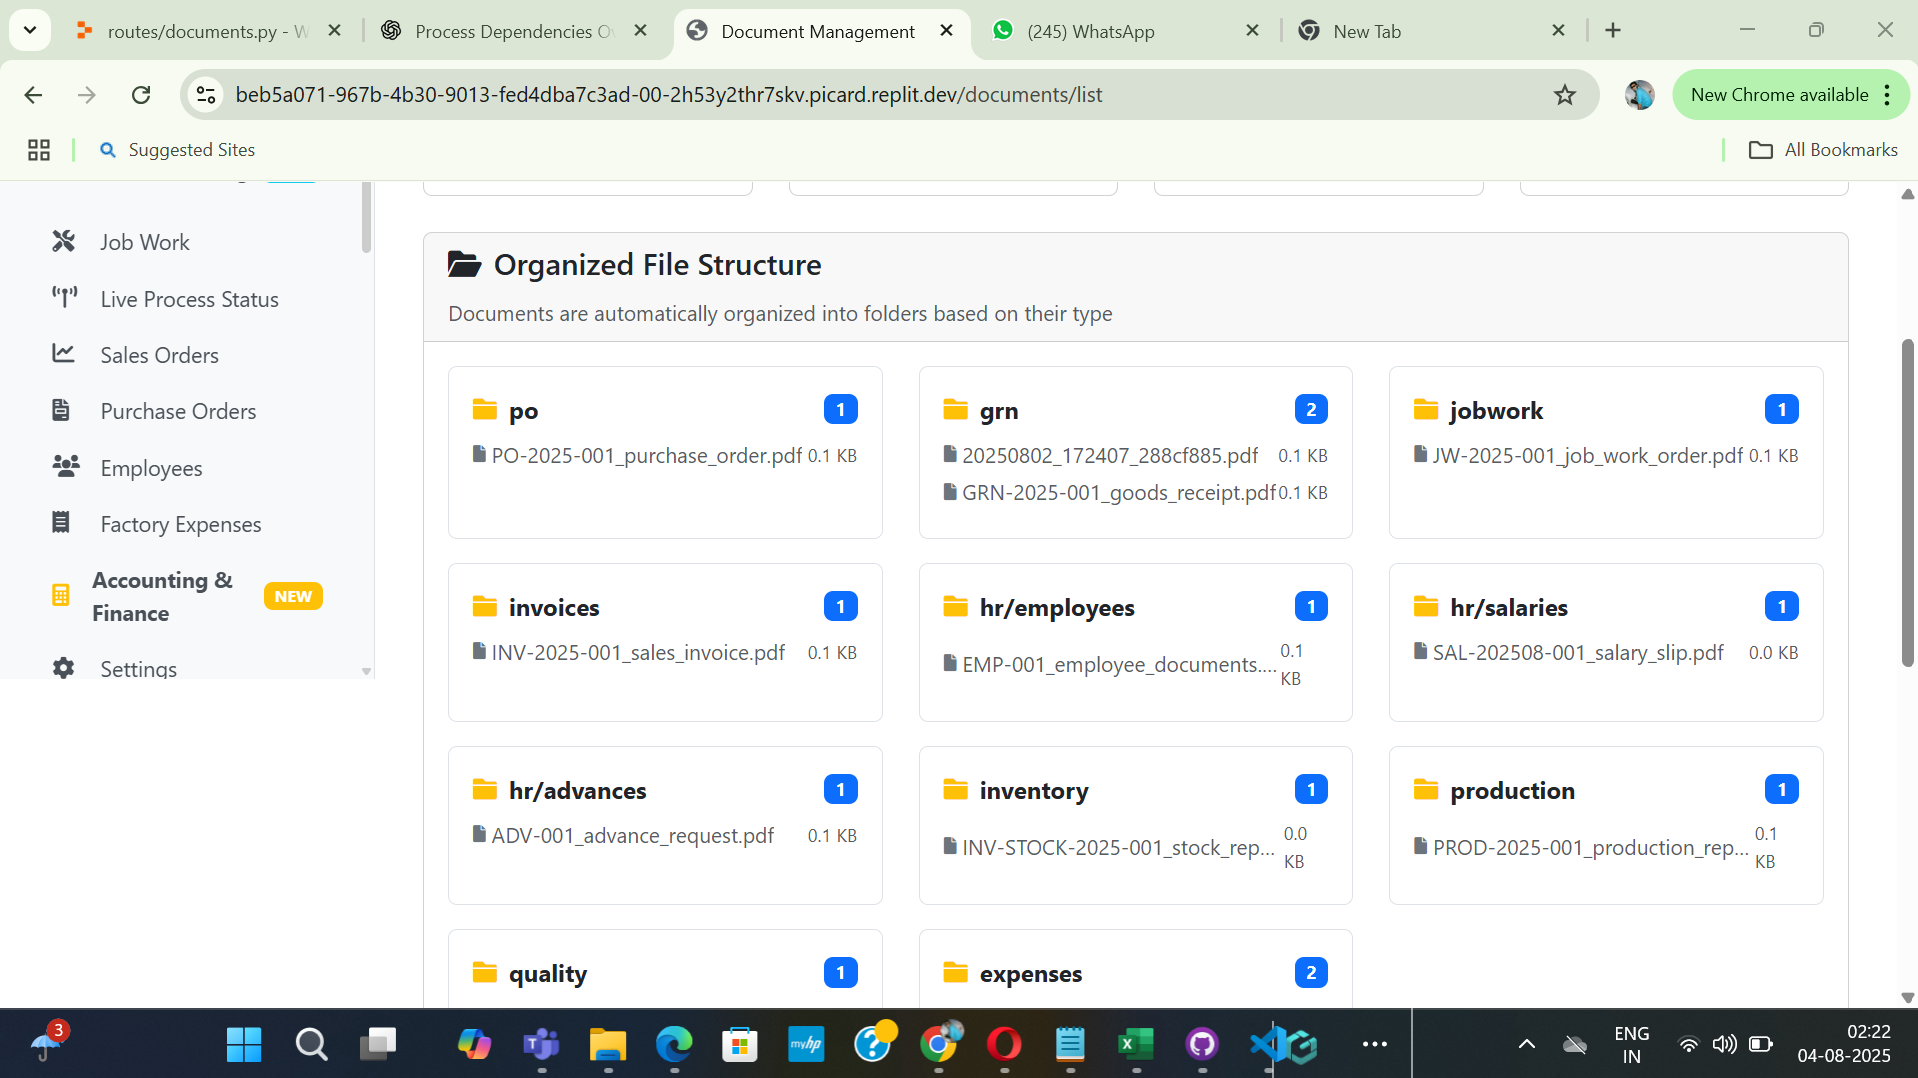 routes/documents.py - W
Process Dependencies Ov
Document Management
(245) WhatsApp
New Tab
beb5a071-967b-4b30-9013-fed4dba7c3ad-00-2h53y2thr7skv.picard.replit.dev/documents/list
New Chrome available
Suggested Sites
All Bookmarks
Job Work
Live Process Status
Sales Orders
Purchase Orders
Employees
Factory Expenses
Accounting &
Finance
NEW
Settings
Organized File Structure
Documents are automatically organized into folders based on their type
po 1
PO-2025-001_purchase_order.pdf 0.1 KB
grn 2
20250802_172407_288cf885.pdf 0.1 KB
GRN-2025-001_goods_receipt.pdf 0.1 KB
jobwork 1
JW-2025-001_job_work_order.pdf 0.1 KB
invoices 1
INV-2025-001_sales_invoice.pdf 0.1 KB
hr/employees 1
EMP-001_employee_documents.... 0.1
KB
hr/salaries 1
SAL-202508-001_salary_slip.pdf 0.0 KB
hr/advances 1
ADV-001_advance_request.pdf 0.1 KB
inventory 1
INV-STOCK-2025-001_stock_rep... 0.0
KB
production 1
PROD-2025-001_production_rep... 0.1
KB
quality 1
expenses 2
3
myhp
ENG
IN
02:22
04-08-2025